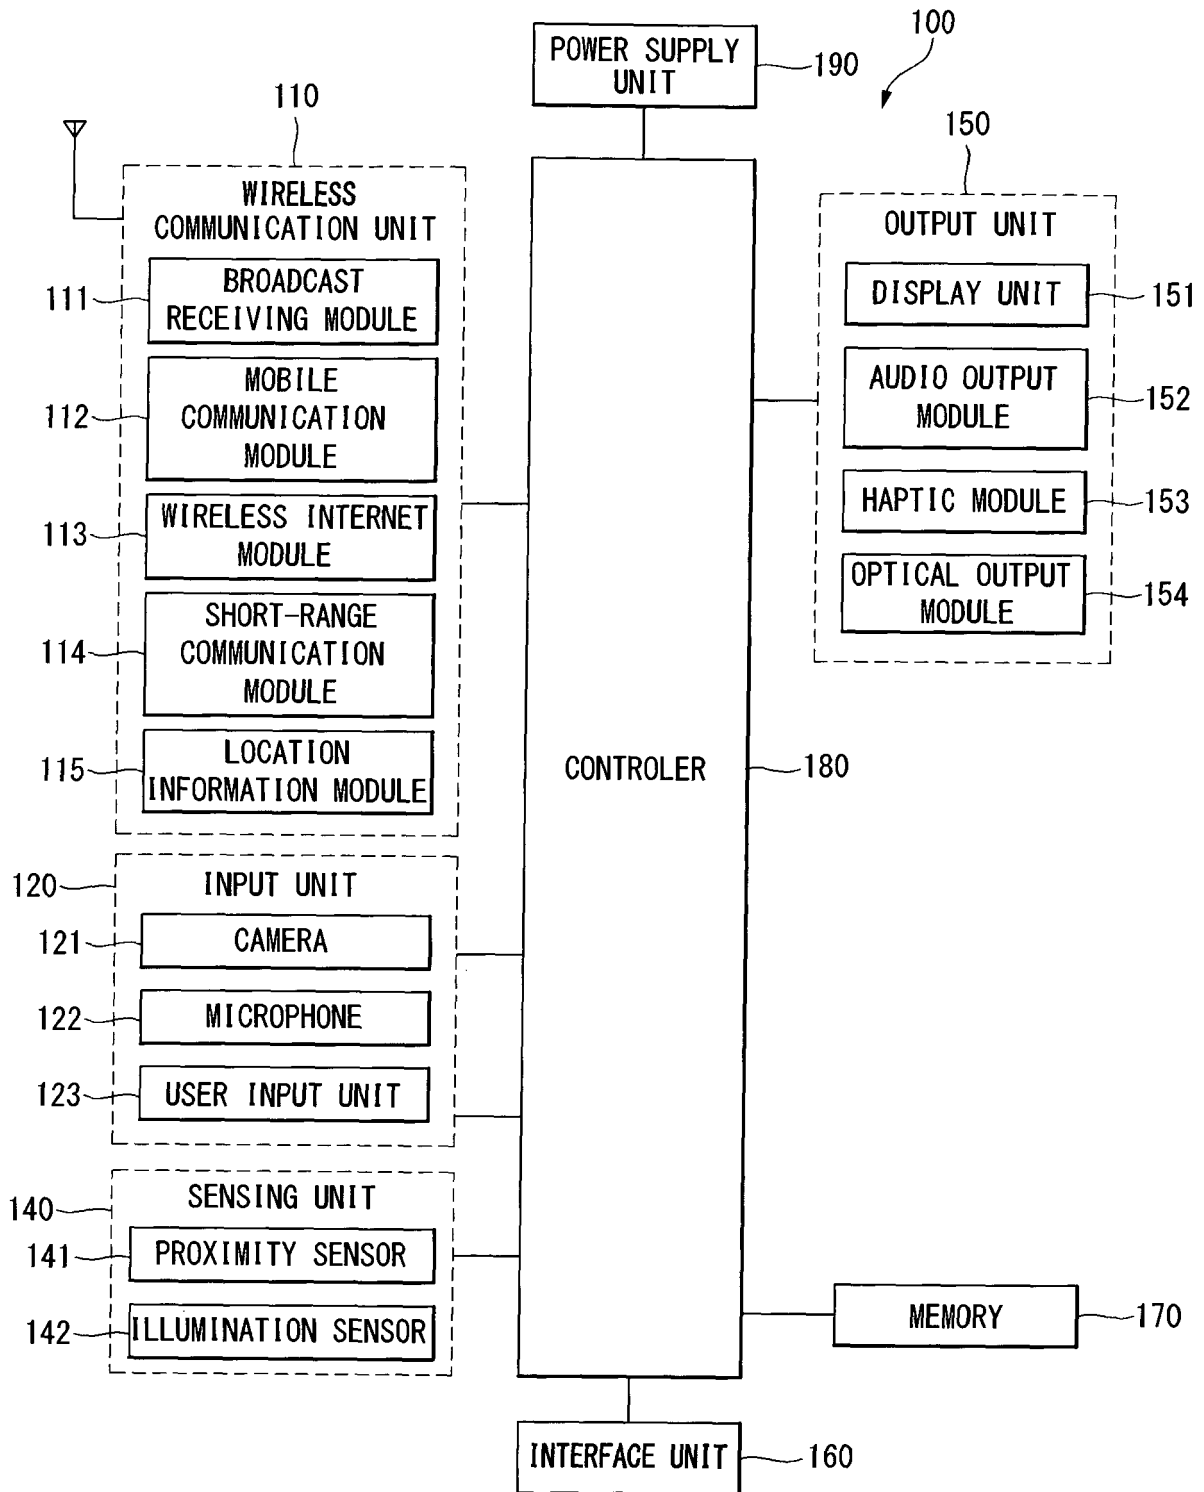 100
POWER SUPPLY
UNIT
190
110
WIRELESS
COMMUNICATION UNIT
111
BROADCAST
RECEIVING MODULE
112
MOBILE
COMMUNICATION
MODULE
113
WIRELESS INTERNET
MODULE
114
SHORT-RANGE
COMMUNICATION
MODULE
115
LOCATION
INFORMATION MODULE
120
INPUT UNIT
121
CAMERA
122
MICROPHONE
123
USER INPUT UNIT
140
SENSING UNIT
141
PROXIMITY SENSOR
142
ILLUMINATION SENSOR
CONTROLER
180
150
OUTPUT UNIT
DISPLAY UNIT
151
AUDIO OUTPUT
MODULE
152
HAPTIC MODULE
153
OPTICAL OUTPUT
MODULE
154
MEMORY
170
INTERFACE UNIT
160